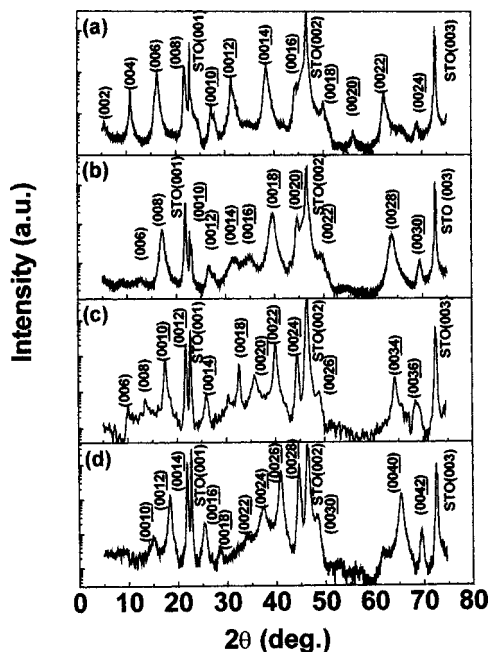 Intensity (a.u.)
(a)
(002)
(004)
(006)
(008)
STO(001)
(0010)
(0012)
(0014)
(0016)
STO(002)
(0018)
(0020)
(0022)
(0024)
STO(003)
(b)
(006)
(008)
STO(001)
(0010)
(0012)
(0014)
(0016)
(0018)
(0020)
STO(002)
(0022)
(0028)
(0030)
STO (003)
(c)
(006)
(008)
(0010)
(0012)
STO(001)
(0014)
(0018)
(0020)
(0022)
(0024)
STO(002)
(0026)
(0034)
(0036)
STO(003)
(d)
(0010)
(0012)
(0014)
STO(001)
(0016)
(0018)
(0022)
(0024)
(0026)
(0028)
STO(002)
(0030)
(0040)
(0042)
STO(003)
0 10 20 30 40 50 60 70 80
2θ (deg.)